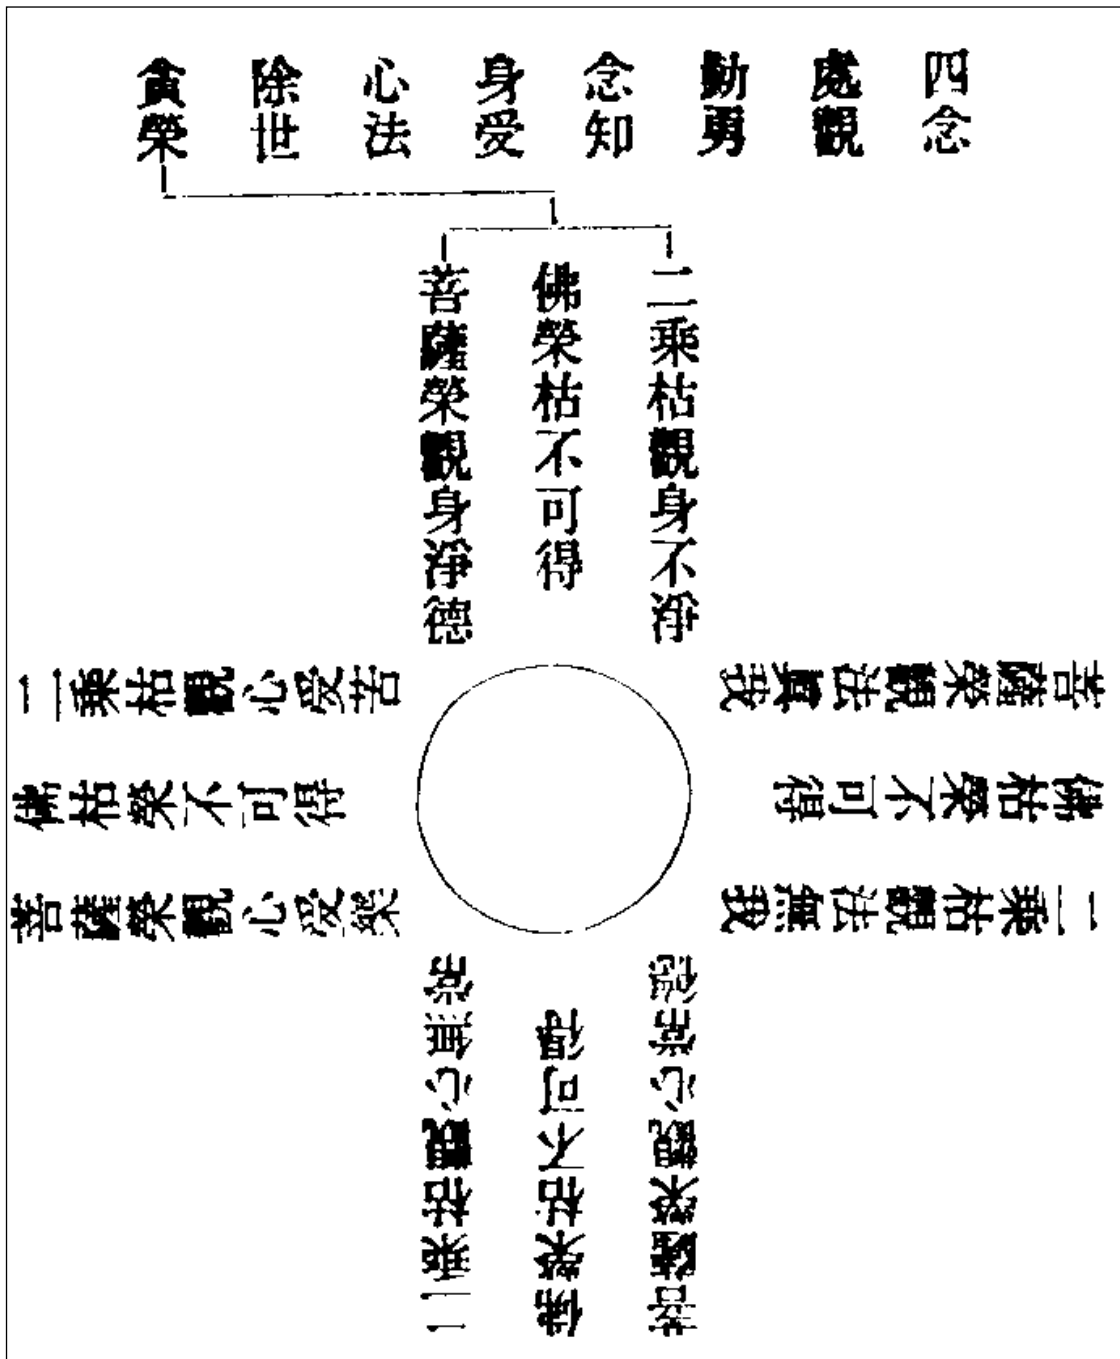 四念
處觀
勤勇
念知
身受
心法
除世
貪榮
二乘枯觀身不淨
佛榮枯不可得
菩薩榮觀身淨德
菩薩榮觀法眞我
佛枯榮不可得
二乘枯觀法無我
二乘枯觀心受苦
佛枯榮不可得
菩薩榮觀心受樂
菩薩榮觀心常德
佛榮枯不可得
二乘枯觀心無常